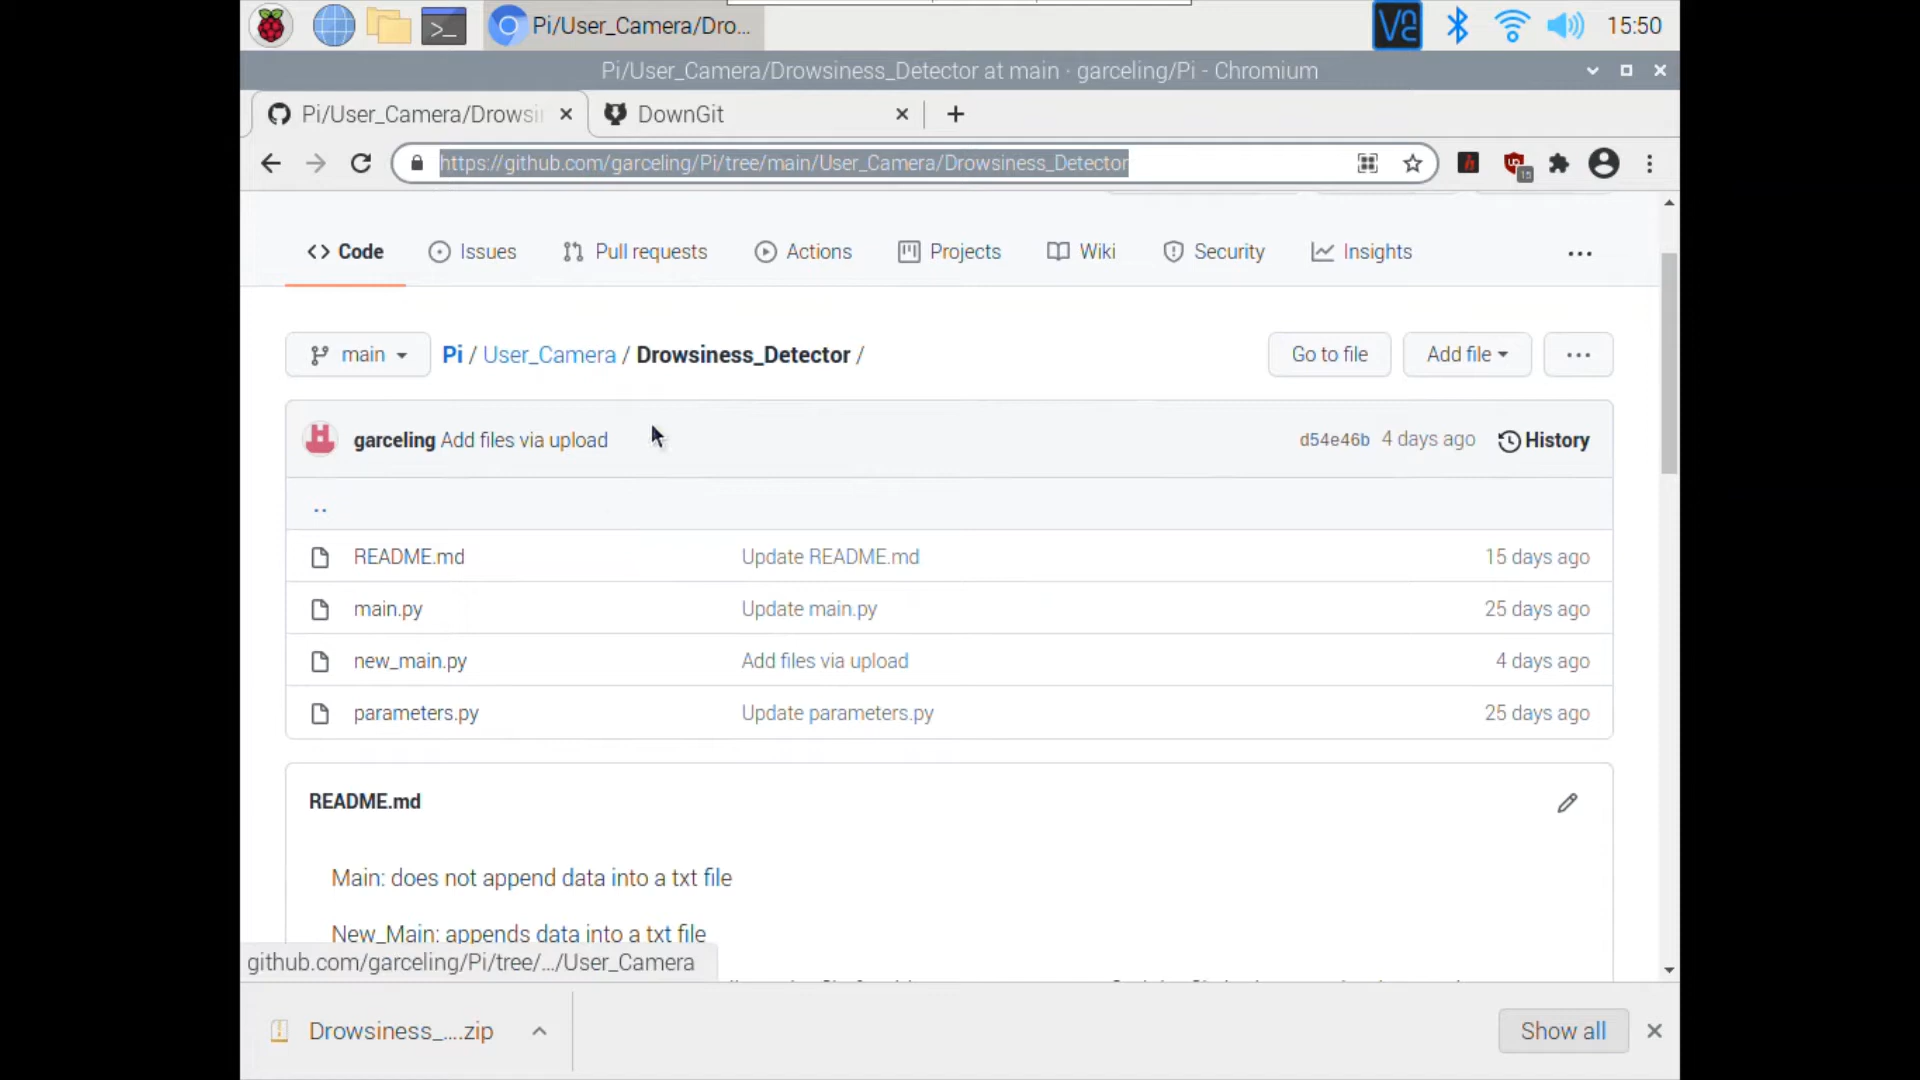 Pi/User_Camera/Dro...
VNC
15:50
Pi/User_Camera/Drowsiness_Detector at main · garceling/Pi - Chromium
Pi/User_Camera/Drowsi
DownGit
https://github.com/garceling/Pi/tree/main/User_Camera/Drowsiness_Detector
15
Code
Issues
Pull requests
Actions
Projects
Wiki
Security
Insights
main
Pi / User_Camera / Drowsiness_Detector /
Go to file
Add file
garceling Add files via upload
d54e46b 4 days ago
History
..
README.md Update README.md 15 days ago
main.py Update main.py 25 days ago
new_main.py Add files via upload 4 days ago
parameters.py Update parameters.py 25 days ago
README.md
Main: does not append data into a txt file
New_Main: appends data into a txt file
github.com/garceling/Pi/tree/.../User_Camera
Drowsiness_....zip
Show all